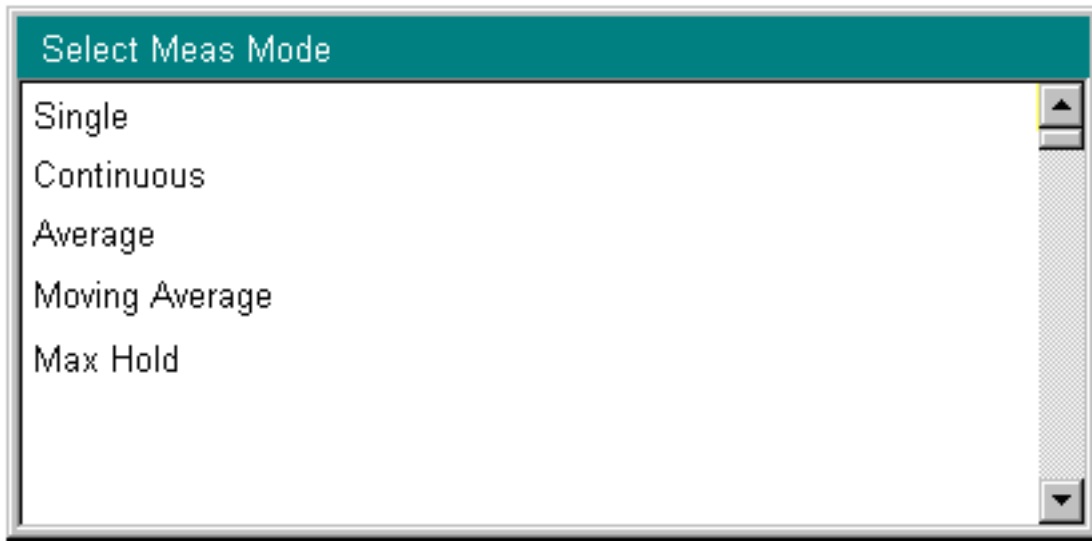 Select Meas Mode
Single
Continuous
Average
Moving Average
Max Hold